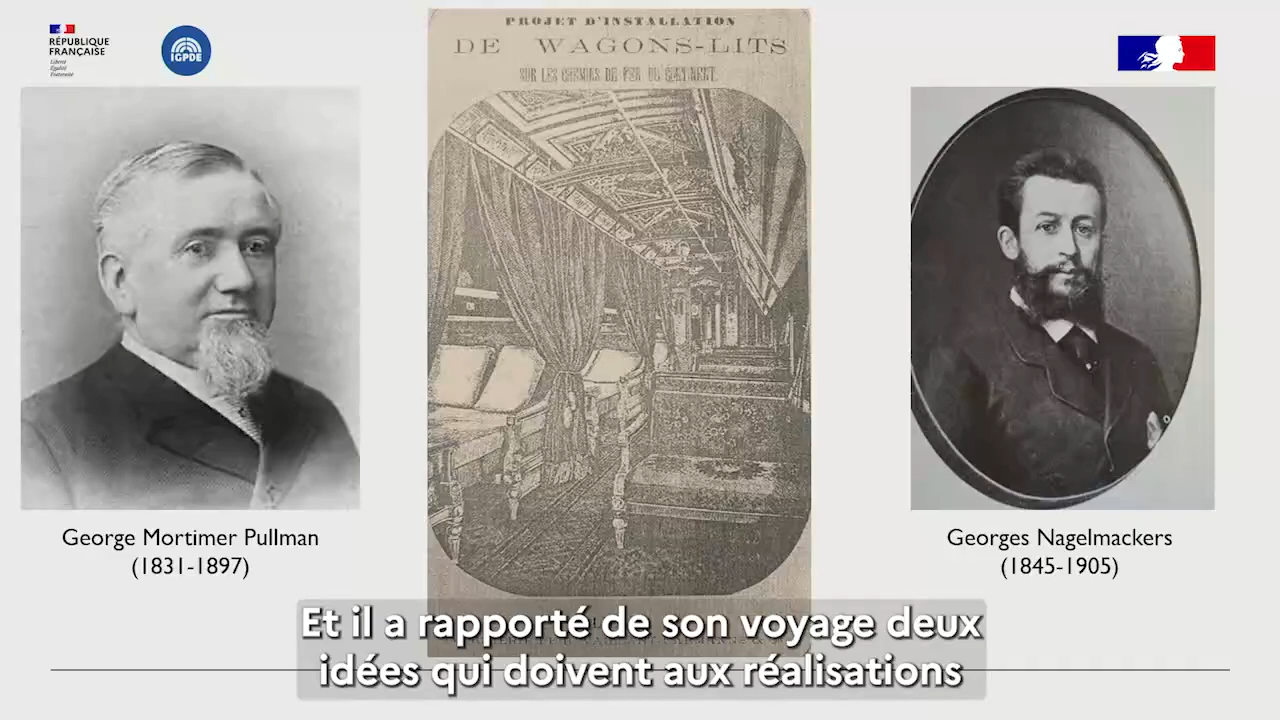 RÉPUBLIQUE
FRANÇAISE
Liberté
Égalité
Fraternité
IGPDE
PROJET D'INSTALLATION
DE WAGONS-LITS
SUR LES CHEMINS DE FER DU CONTINENT
George Mortimer Pullman
(1831-1897)
Georges Nagelmackers
(1845-1905)
Et il a rapporté de son voyage deux
idées qui doivent aux réalisations